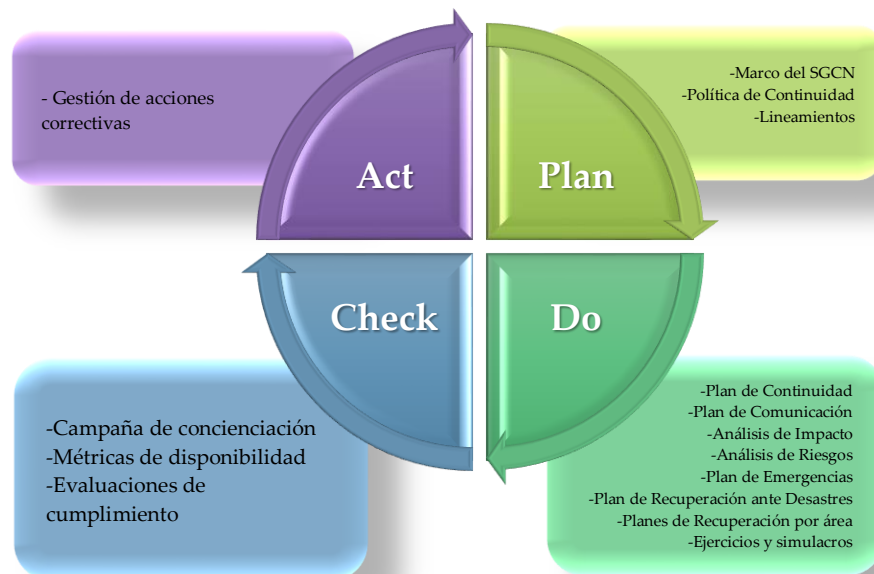 - Gestión de acciones
correctivas
Act
Plan
-Marco del SGCN
-Política de Continuidad
-Lineamientos
Check
Do
-Campaña de concienciación
-Métricas de disponibilidad
-Evaluaciones de
cumplimiento
-Plan de Continuidad
-Plan de Comunicación
-Análisis de Impacto
-Análisis de Riesgos
-Plan de Emergencias
-Plan de Recuperación ante Desastres
-Planes de Recuperación por área
-Ejercicios y simulacros